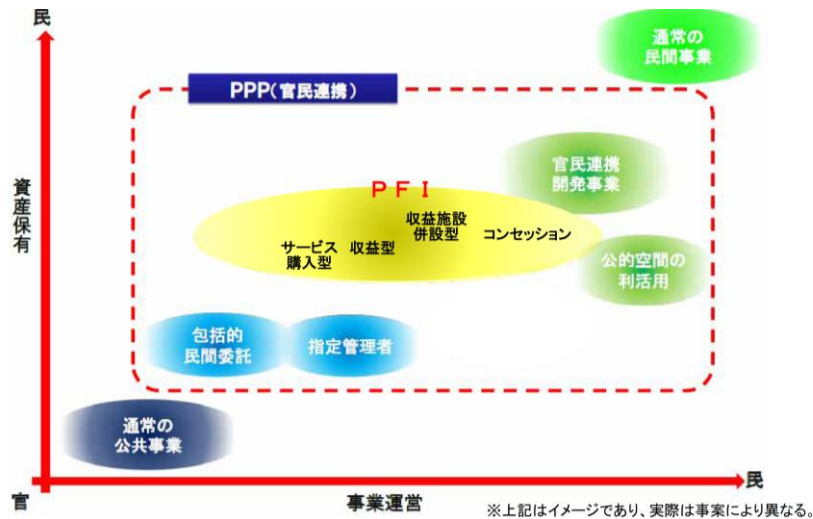 民
通常の
民間事業
PPP(官民連携)
官民連携
開発事業
PFI
資産保有
収益施設
併設型
サービス
購入型
収益型
コンセッション
公的空間の
利活用
包括的
民間委託
指定管理者
通常の
公共事業
民
官
事業運営
※上記はイメージであり、実際は事案により異なる。